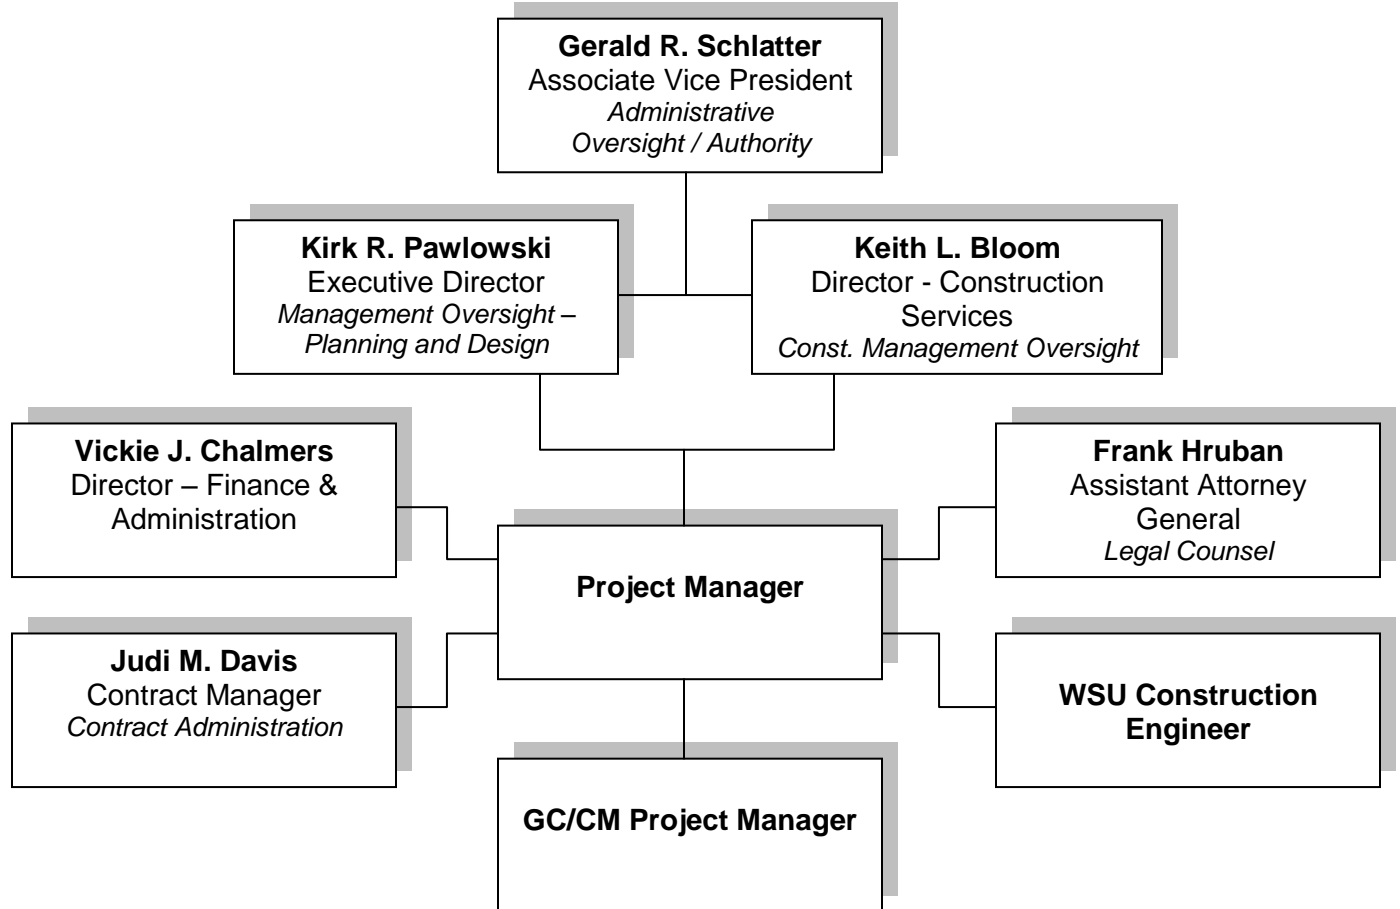 Gerald R. Schlatter
Associate Vice President
Administrative
Oversight / Authority
Kirk R. Pawlowski
Executive Director
Management Oversight –
Planning and Design
Keith L. Bloom
Director - Construction
Services
Const. Management Oversight
Vickie J. Chalmers
Director – Finance &
Administration
Frank Hruban
Assistant Attorney
General
Legal Counsel
Project Manager
Judi M. Davis
Contract Manager
Contract Administration
WSU Construction
Engineer
GC/CM Project Manager